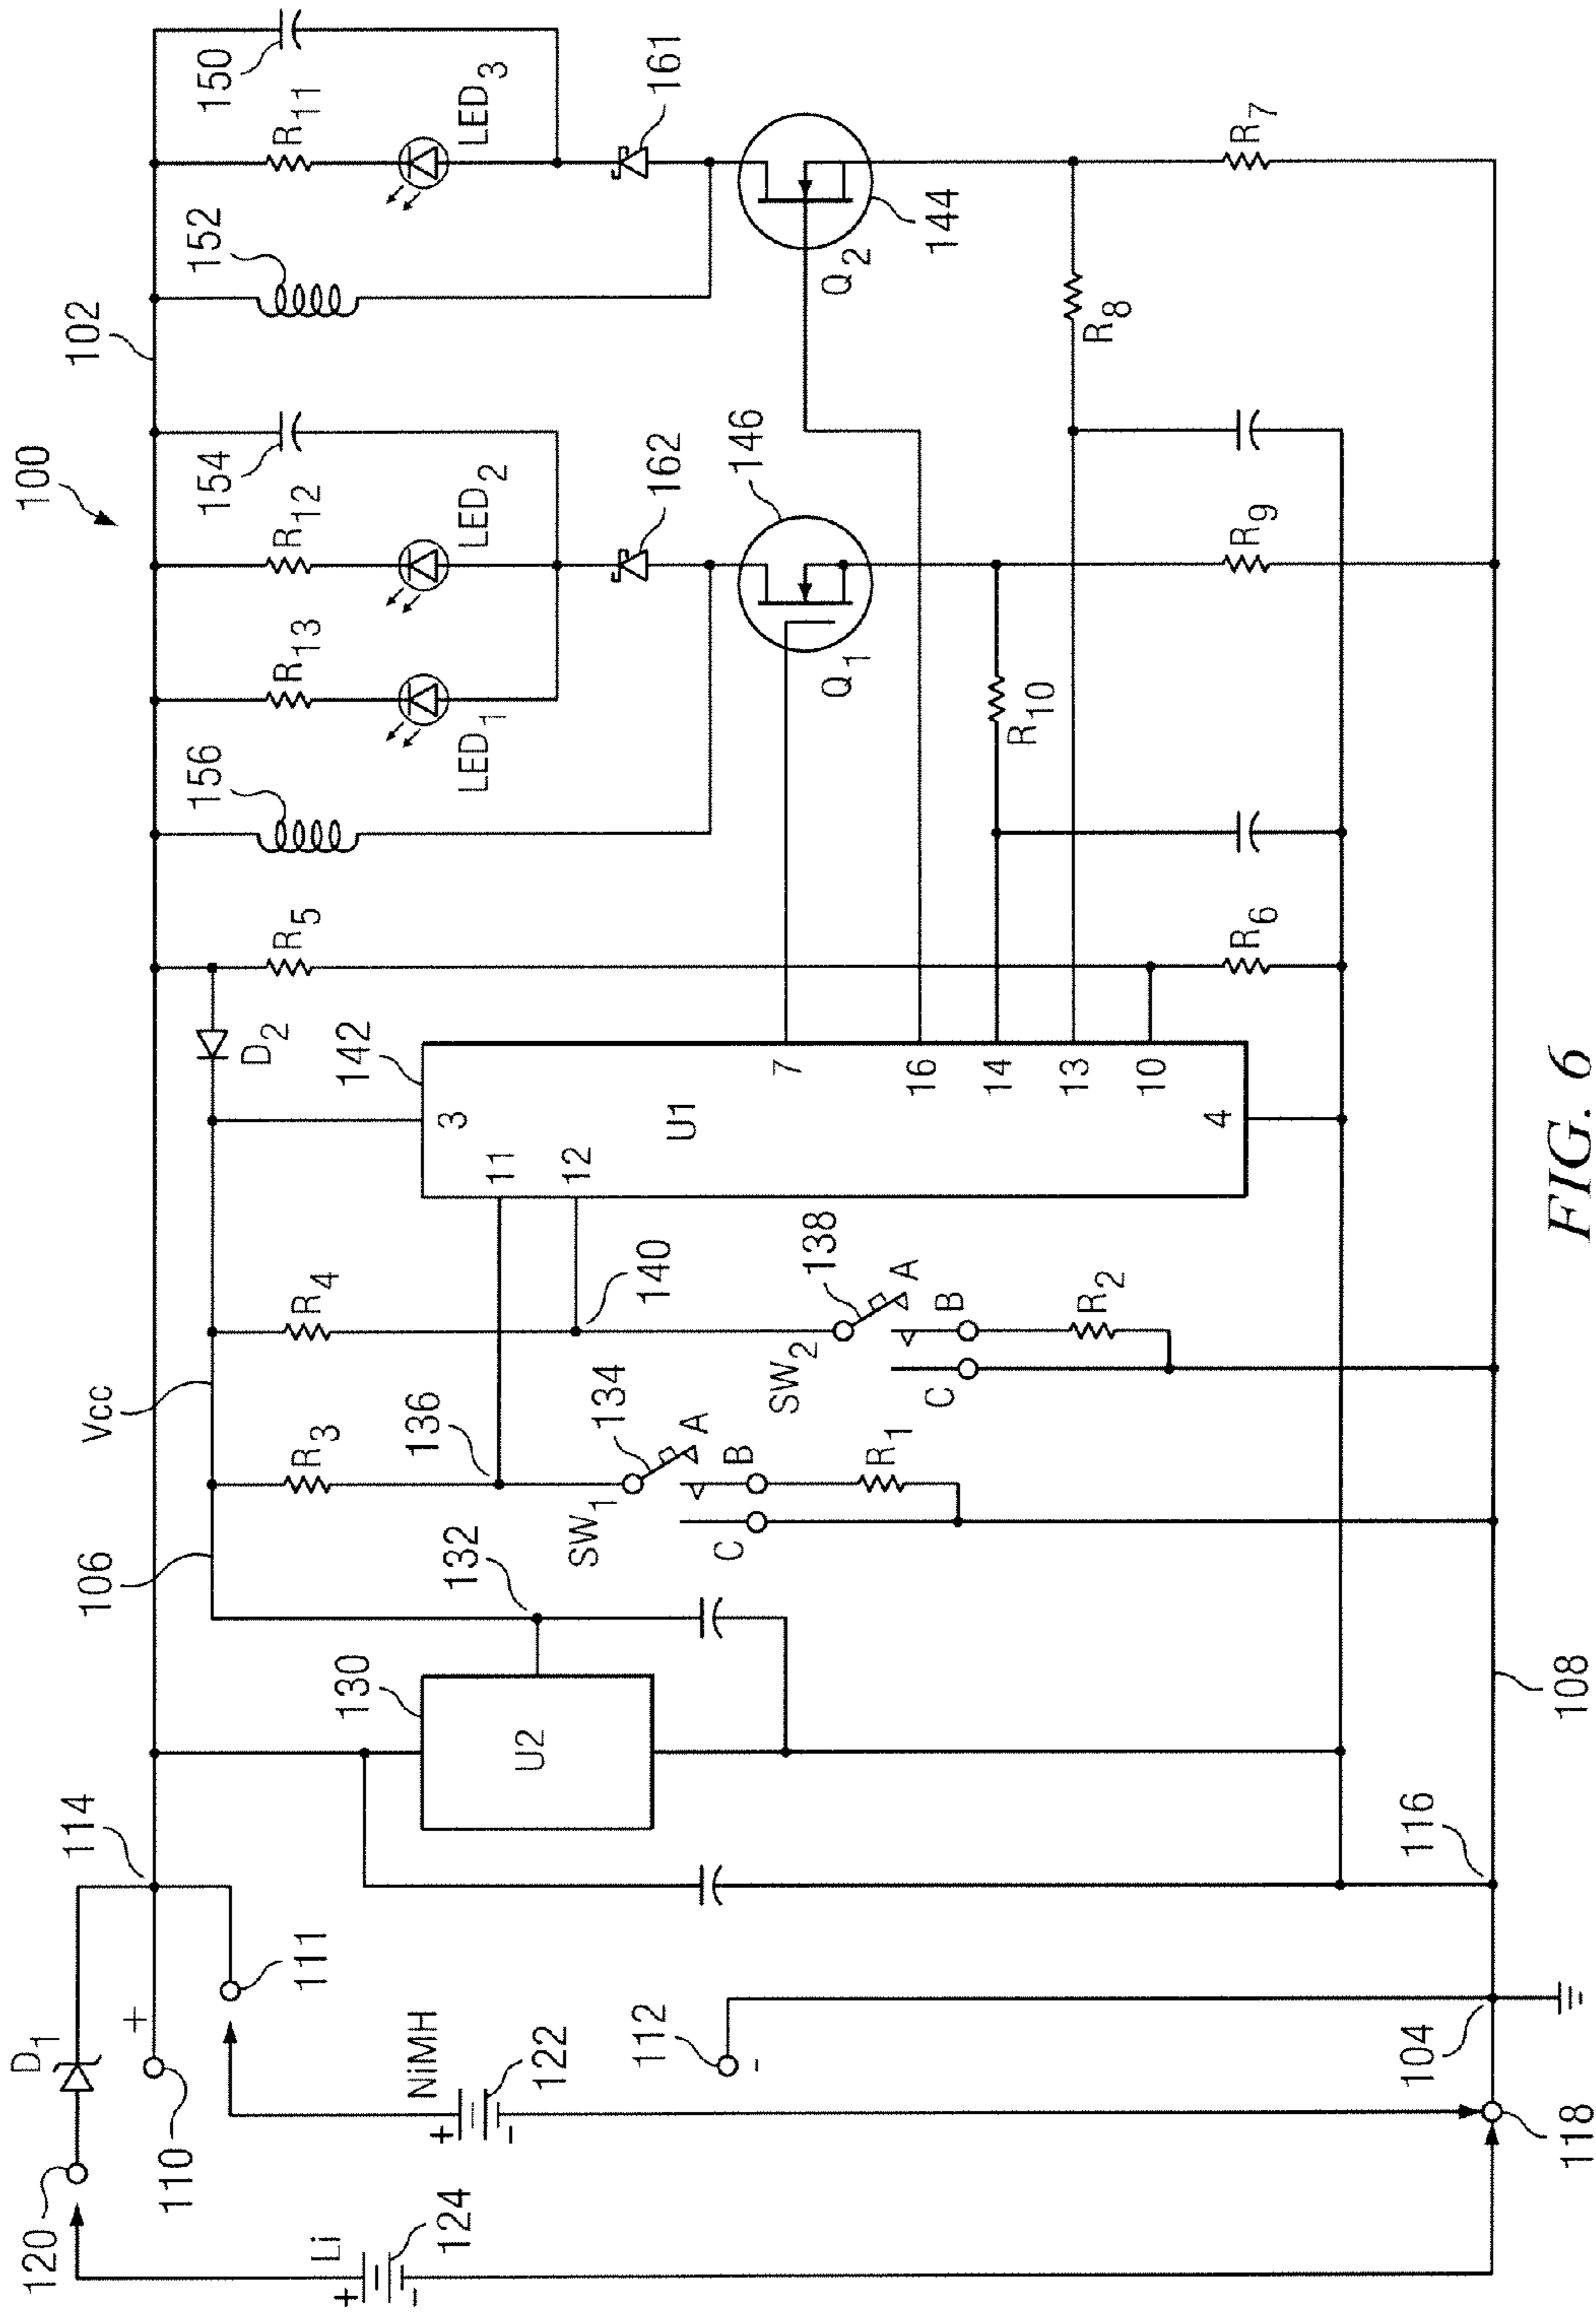 100
102
150
R11
LED3
161
152
Q2
144
R7
R8
154
R12
LED2
162
146
R13
LED1
Q1
R9
R10
156
R5
R6
D2
142
3
7
16
14
13
10
4
U1
11
12
Vcc
R4
140
138
SW2
A
B
C
R2
R3
136
134
SW1
A
B
C
R1
106
132
130
U2
108
114
116
111
D1
+
110
112
-
104
118
NiMH
+
-
122
120
Li
+
-
124
FIG. 6